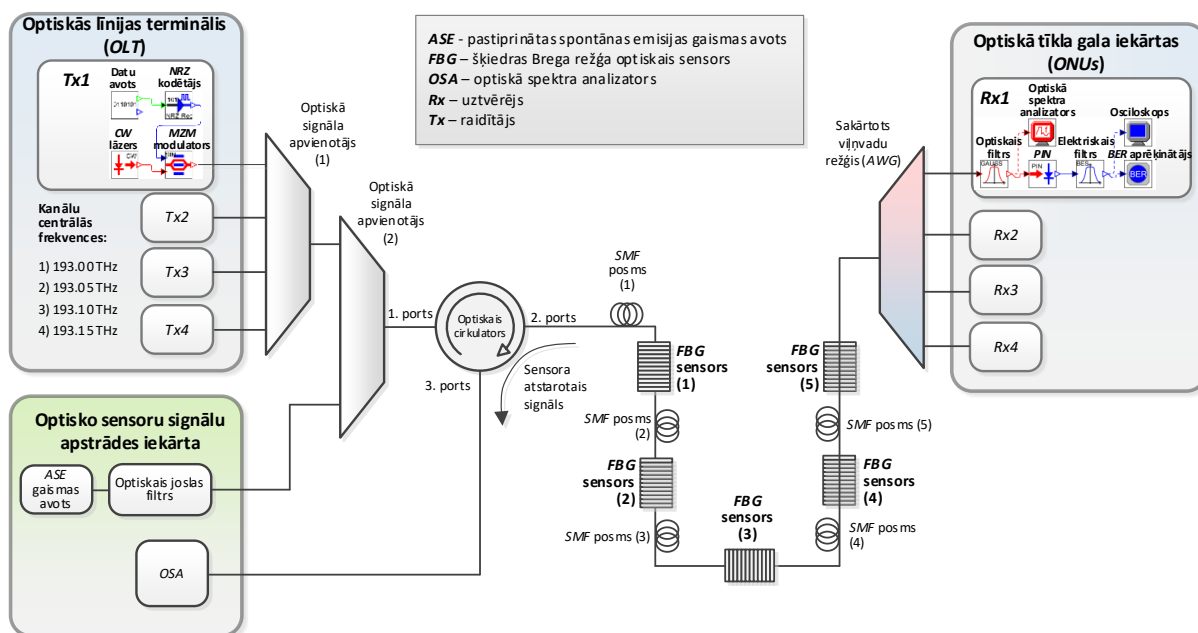 Optiskās līnijas terminālis
(OLT)
Tx1
Datu
avots
NRZ
kodētājs
CW
lāzers
MZM
modulators
Tx2
Kanālu
centrālās
frekvences:
1) 193.00 THz
2) 193.05 THz
3) 193.10 THz
4) 193.15 THz
Tx3
Tx4
Optiskā
signāla
apvienotājs
(1)
Optiskā
signāla
apvienotājs
(2)
ASE - pastiprinātas spontānas emisijas gaismas avots
FBG – šķiedras Brega režģa optiskais sensors
OSA – optiskā spektra analizators
Rx – uztvērējs
Tx – raidītājs
1. ports
Optiskais
cirkulators
2. ports
3. ports
Sensora
atstarotais
signāls
SMF
posms
(1)
FBG
sensors
(1)
SMF posms
(2)
FBG
sensors
(2)
SMF posms (3)
FBG
sensors
(3)
SMF posms
(4)
FBG
sensors
(4)
SMF posms (5)
FBG
sensors
(5)
Sakārtots
viļņvadu
režģis (AWG)
Optiskā tīkla gala iekārtas
(ONUs)
Rx1
Optiskā
spektra
analizators
Osciloskops
Optiskais
filtrs
PIN
Elektriskais
filtrs
BER aprēķinātājs
GAUSS
PIN
BES
BER
Rx2
Rx3
Rx4
Optisko sensoru signālu
apstrādes iekārta
ASE
gaismas
avots
Optiskais joslas
filtrs
OSA